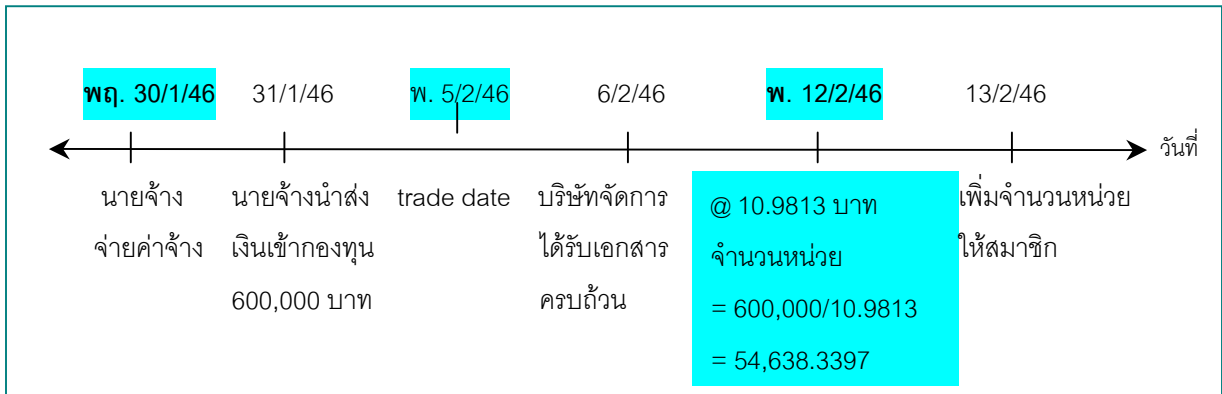 พฤ. 30/1/46 31/1/46 พ. 5/2/46 6/2/46 พ. 12/2/46 13/2/46
วันที่
นายจ้าง นายจ้างนำส่ง trade date บริษัทจัดการ @ 10.9813 บาท เพิ่มจำนวนหน่วย
จ่ายค่าจ้าง เงินเข้ากองทุน ได้รับเอกสาร จำนวนหน่วย ให้สมาชิก
600,000 บาท ครบถ้วน = 600,000/10.9813
= 54,638.3397